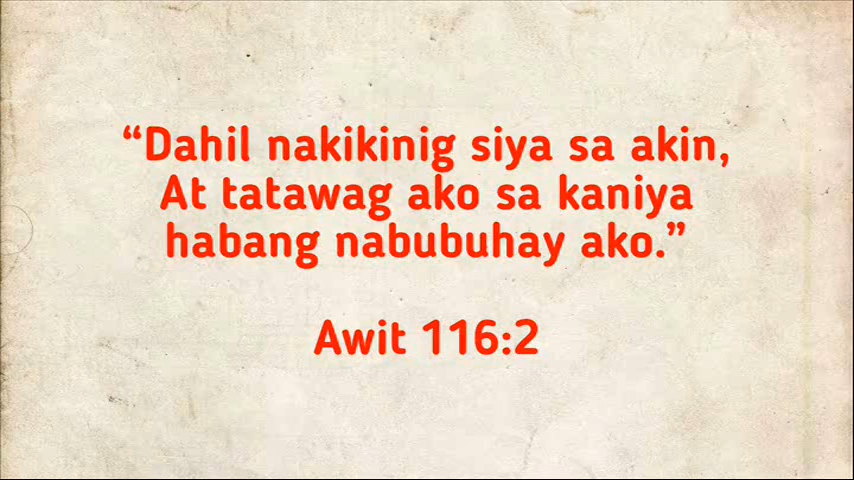 “Dahil nakikinig siya sa akin,
At tatawag ako sa kaniya
habang nabubuhay ako.”
Awit 116:2